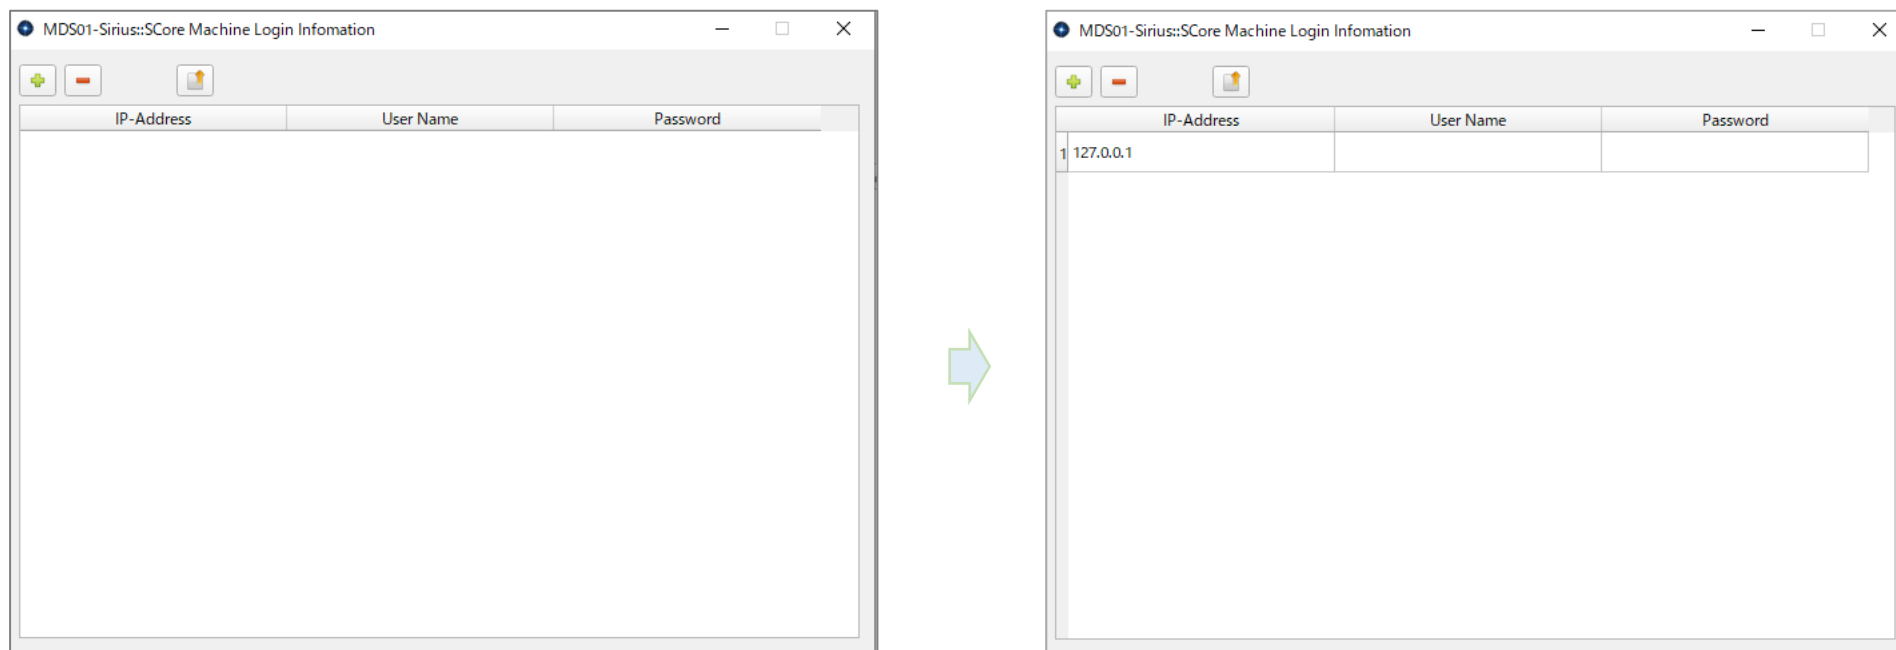 MDS01-Sirius::SCore Machine Login Infomation
IP-Address User Name Password
MDS01-Sirius::SCore Machine Login Infomation
IP-Address User Name Password
1 127.0.0.1